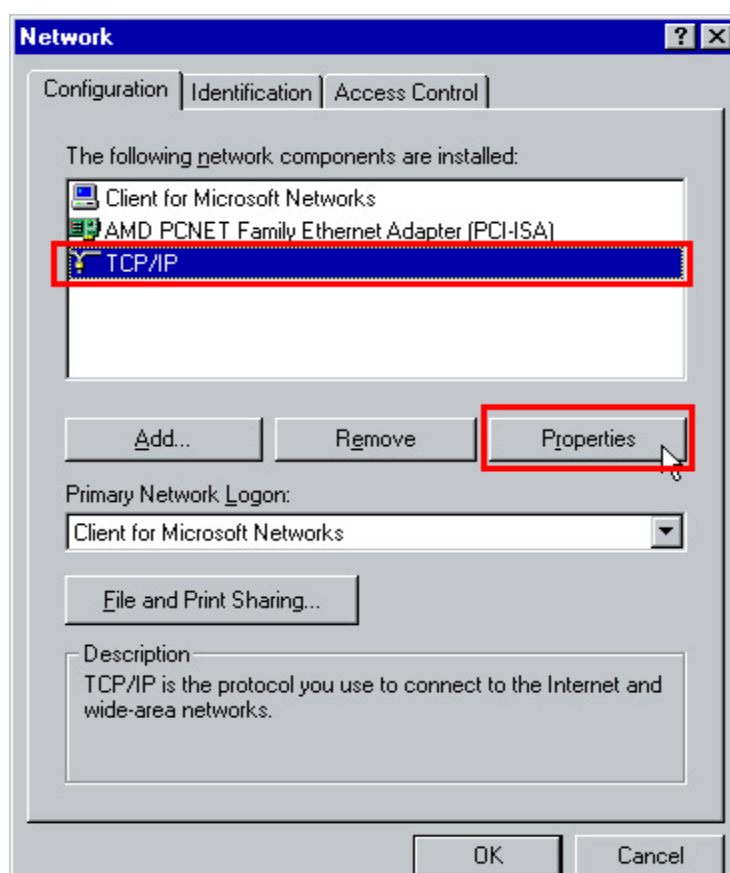 Network
Configuration Identification Access Control
The following network components are installed:
Client for Microsoft Networks
AMD PCNET Family Ethernet Adapter (PCI-ISA)
TCP/IP
Add... Remove Properties
Primary Network Logon:
Client for Microsoft Networks
File and Print Sharing...
Description
TCP/IP is the protocol you use to connect to the Internet and
wide-area networks.
OK Cancel